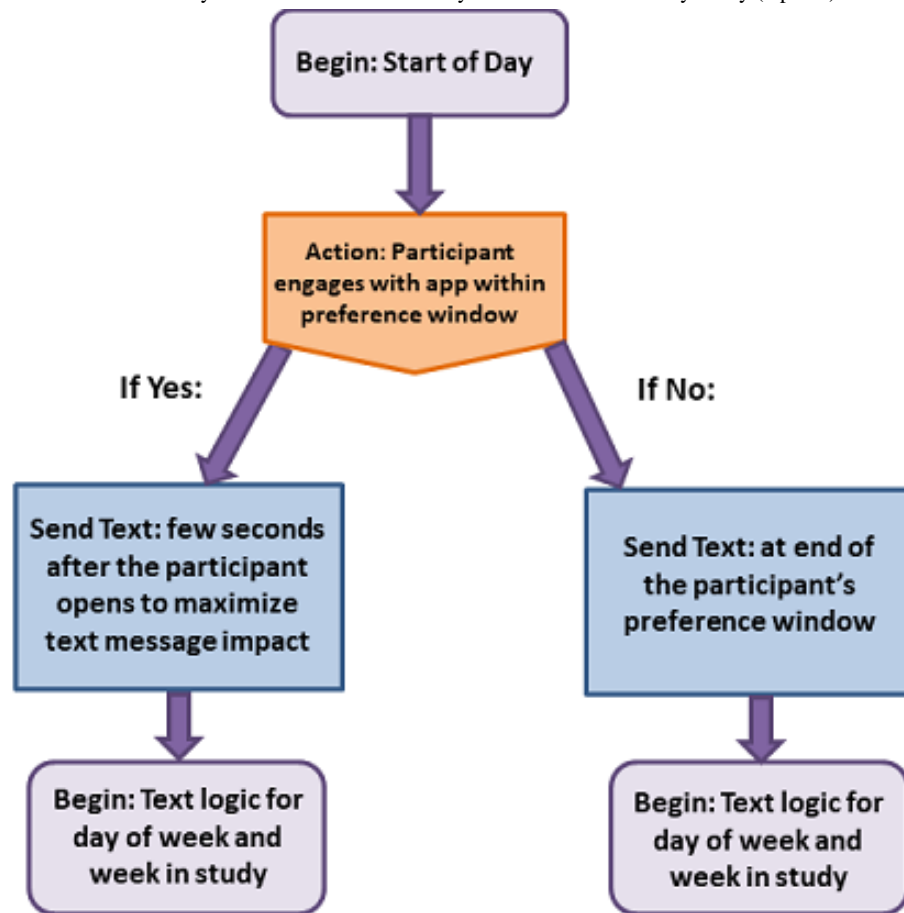 Begin: Start of Day
Action: Participant
engages with app within
preference window
If Yes:
If No:
Send Text: few seconds
after the participant
opens to maximize
text message impact
Send Text: at end of
the participant's
preference window
Begin: Text logic for
day of week and
week in study
Begin: Text logic for
day of week and
week in study